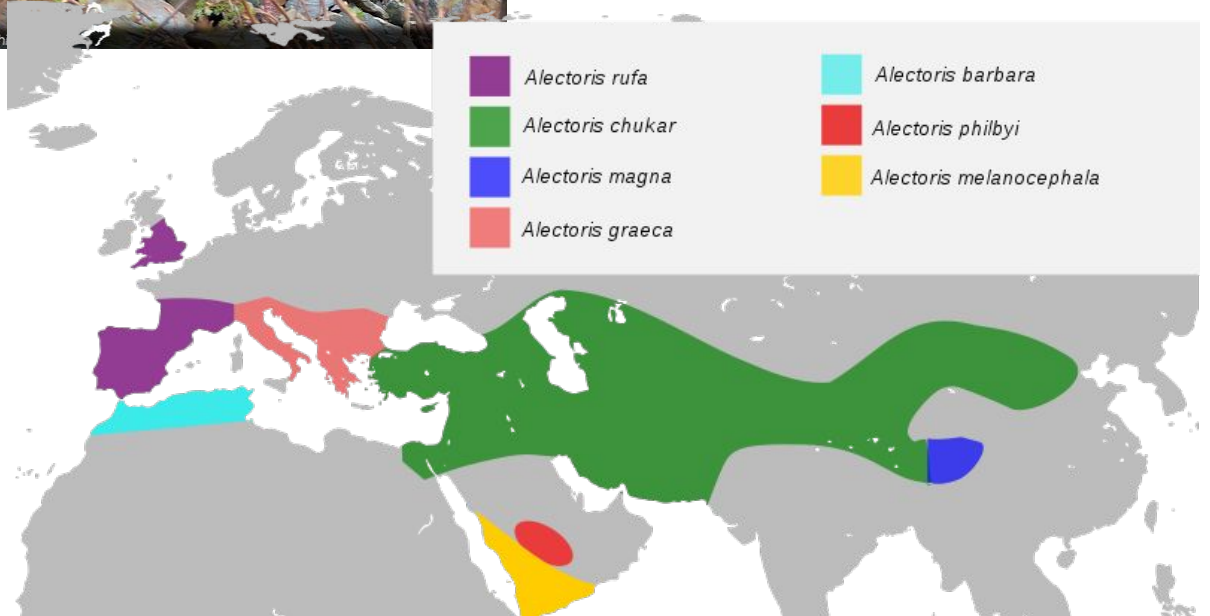 Alectoris rufa
Alectoris chukar
Alectoris magna
Alectoris graeca
Alectoris barbara
Alectoris philbyi
Alectoris melanocephala